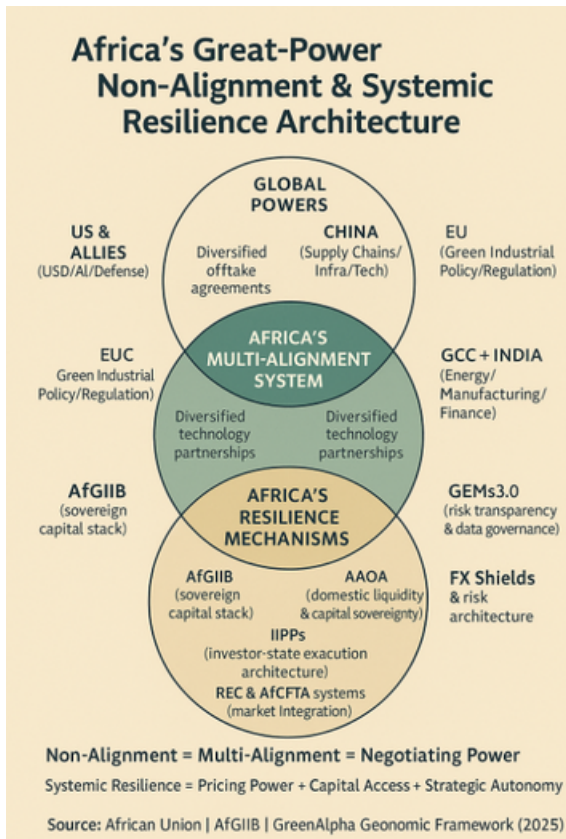 Africa's Great-Power
Non-Alignment & Systemic
Resilience Architecture
GLOBAL
POWERS
US &
ALLIES
(USD/AI/Defense)
Diversified
offtake
agreements
CHINA
(Supply Chains/
Infra/Tech)
EU
(Green Industrial
Policy/Regulation)
AFRICA'S
MULTI-ALIGNMENT
SYSTEM
EUC
Green Industrial
Policy/Regulation)
GCC + INDIA
(Energy/
Manufacturing/
Finance)
Diversified
technology
partnerships
Diversified
technology
partnerships
AfGIIB
(sovereign
capital stack)
AFRICA'S
RESILIENCE
MECHANISMS
GEMs3.0
(risk transparency
& data governance)
AfGIIB
(sovereign
capital stack)
AAOA
(domestic liquidity
& capital sovereignty)
FX Shields
& risk
architecture
IIPPs
(investor-state exacution
architecture)
REC & AfCFTA systems
(market Integration)
Non-Alignment = Multi-Alignment = Negotiating Power
Systemic Resilience = Pricing Power + Capital Access + Strategic Autonomy
Source: African Union | AfGIIB | GreenAlpha Geonomic Framework (2025)